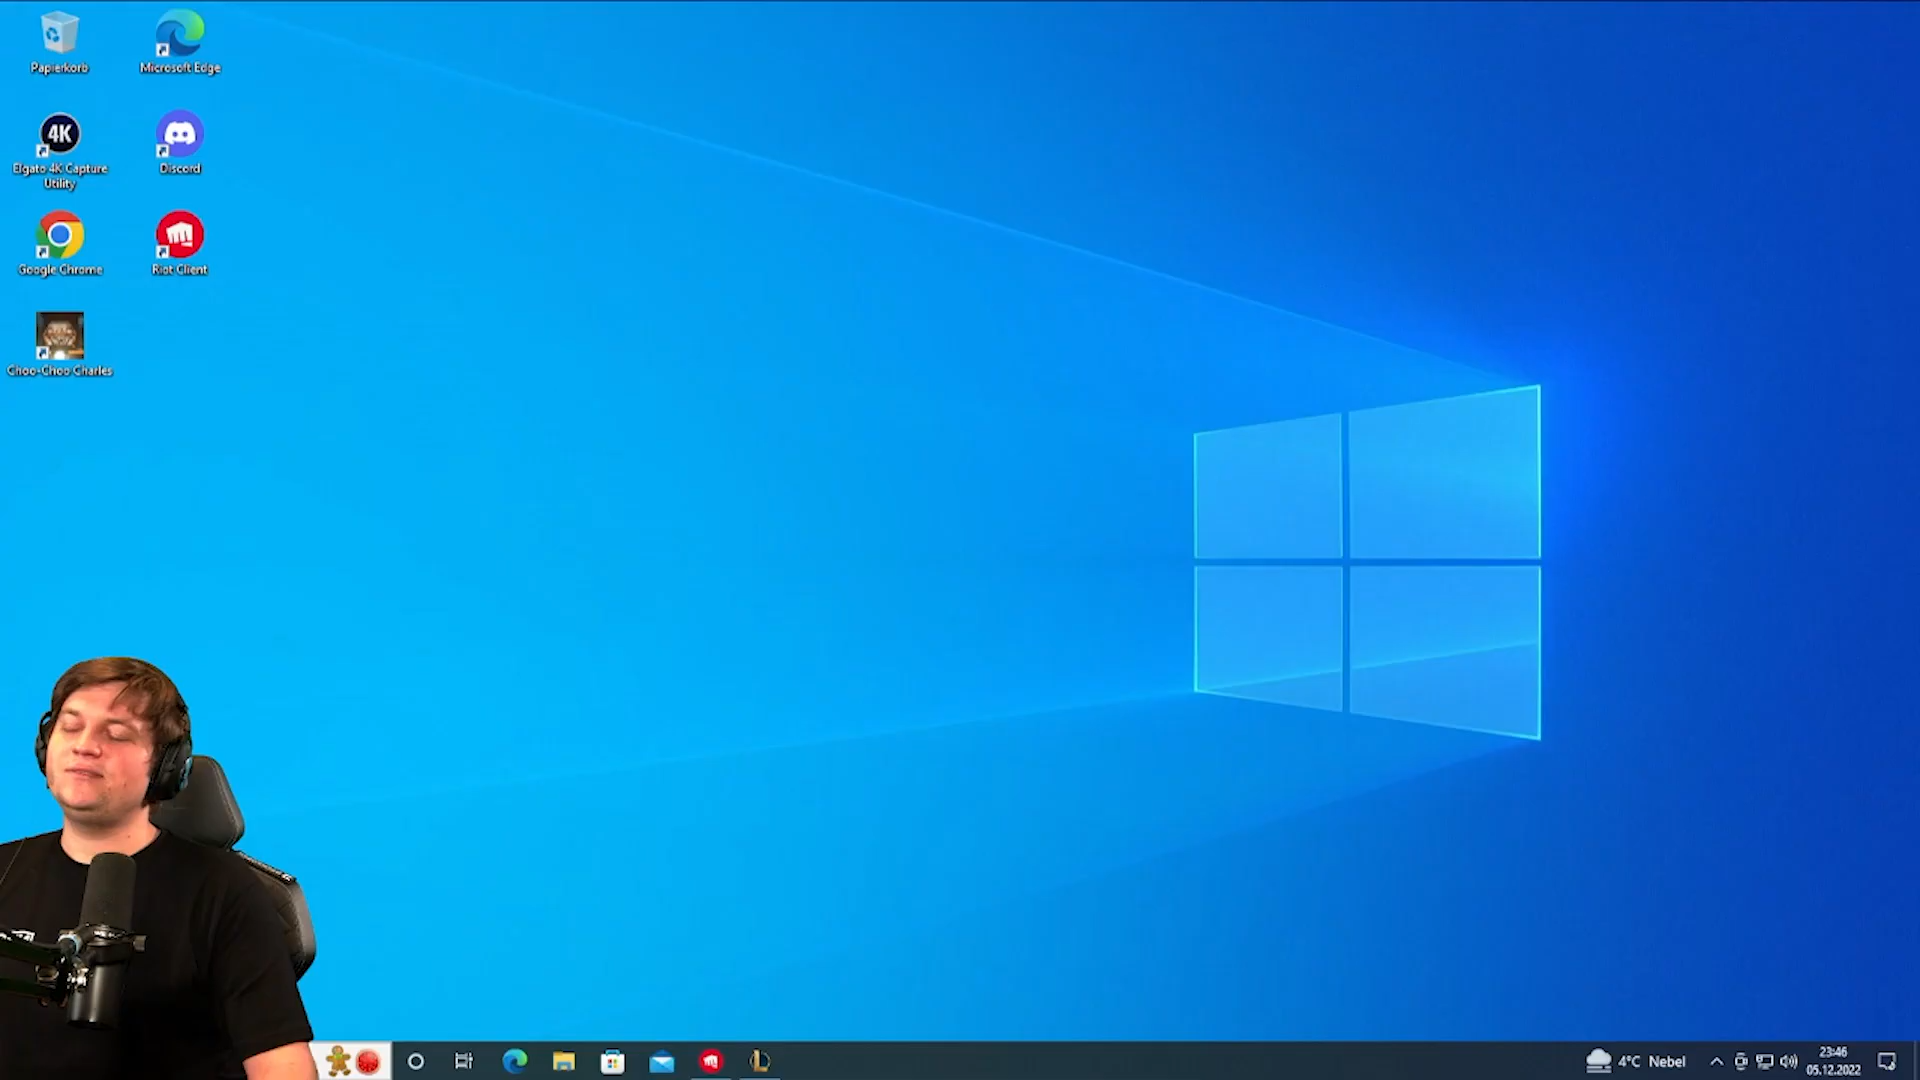 Papierkorb
Microsoft Edge
4K
Elgato 4K Capture
Utility
Discord
Google Chrome
Riot Client
Choo-Choo Charles
4°C Nebel
23:46
05.12.2022